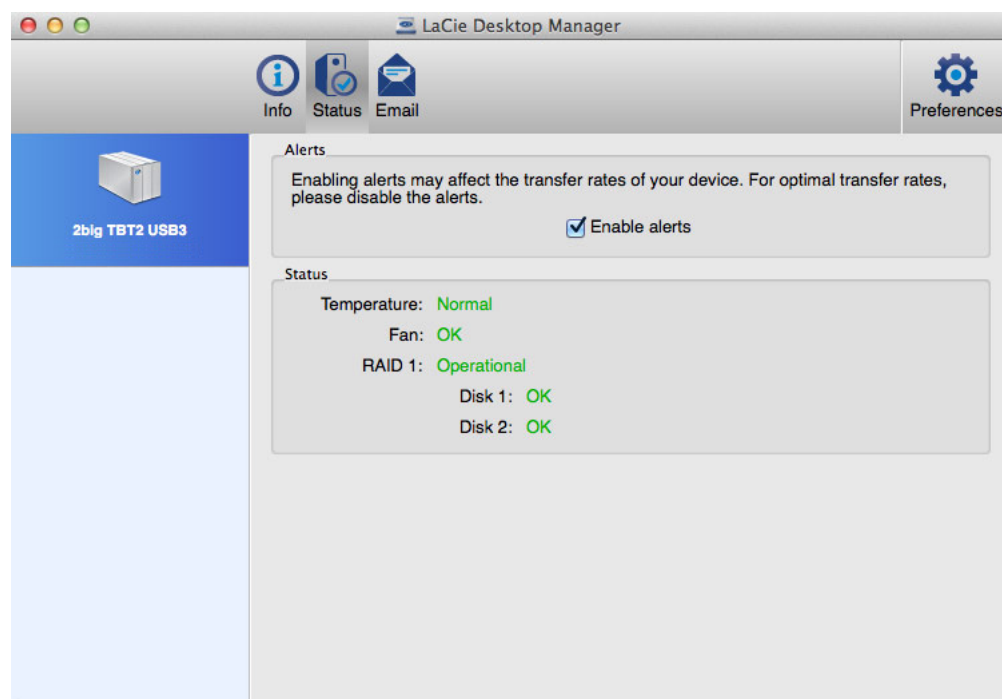 LaCie Desktop Manager
Info
Status
Email
Preferences
2big TBT2 USB3
Alerts
Enabling alerts may affect the transfer rates of your device. For optimal transfer rates,
please disable the alerts.
Enable alerts
Status
Temperature: Normal
Fan: OK
RAID 1: Operational
Disk 1: OK
Disk 2: OK